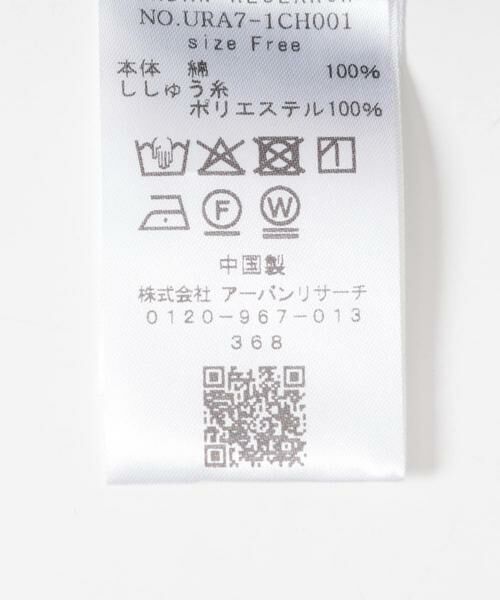 NO.URA7-1CH001
size Free
本体 綿 100%
ししゅう糸
ポリエステル100%
F W
中国製
株式会社 アーバンリサーチ
0120-967-013
368